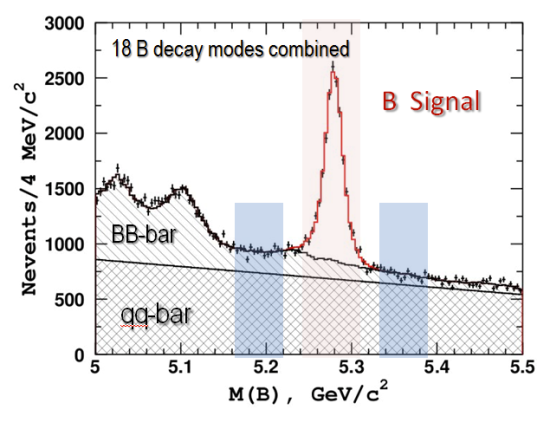 3000
2500
2000
1500
1000
500
0
Nevents/4 MeV/c²
18 B decay modes combined
B Signal
BB-bar
qq-bar
5
5.1
5.2
5.3
5.4
5.5
M(B), GeV/c²